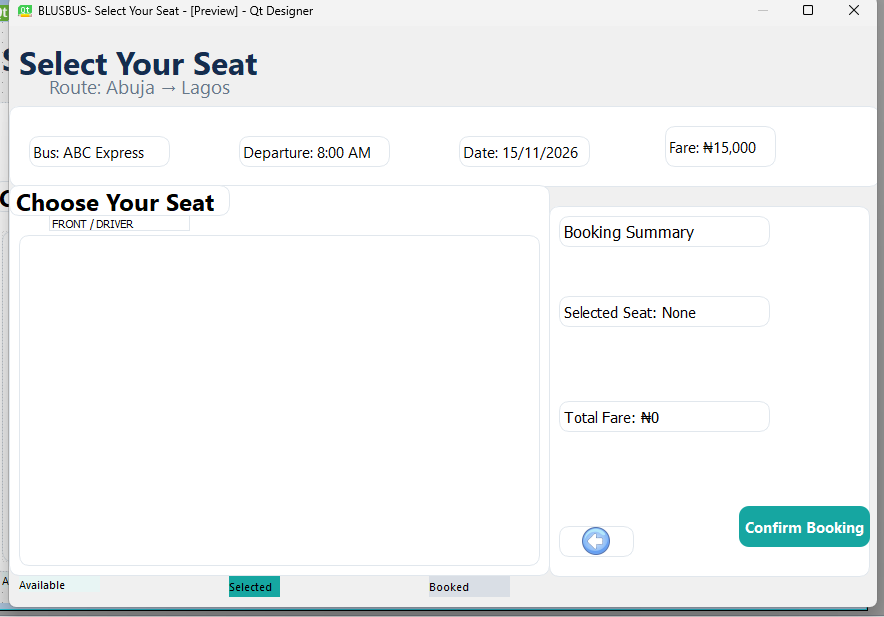 BLUSBUS- Select Your Seat - [Preview] - Qt Designer
Select Your Seat
Route: Abuja → Lagos
Bus: ABC Express
Departure: 8:00 AM
Date: 15/11/2026
Fare: ₦15,000
Choose Your Seat
FRONT / DRIVER
Booking Summary
Selected Seat: None
Total Fare: ₦0
Confirm Booking
Available
Selected
Booked